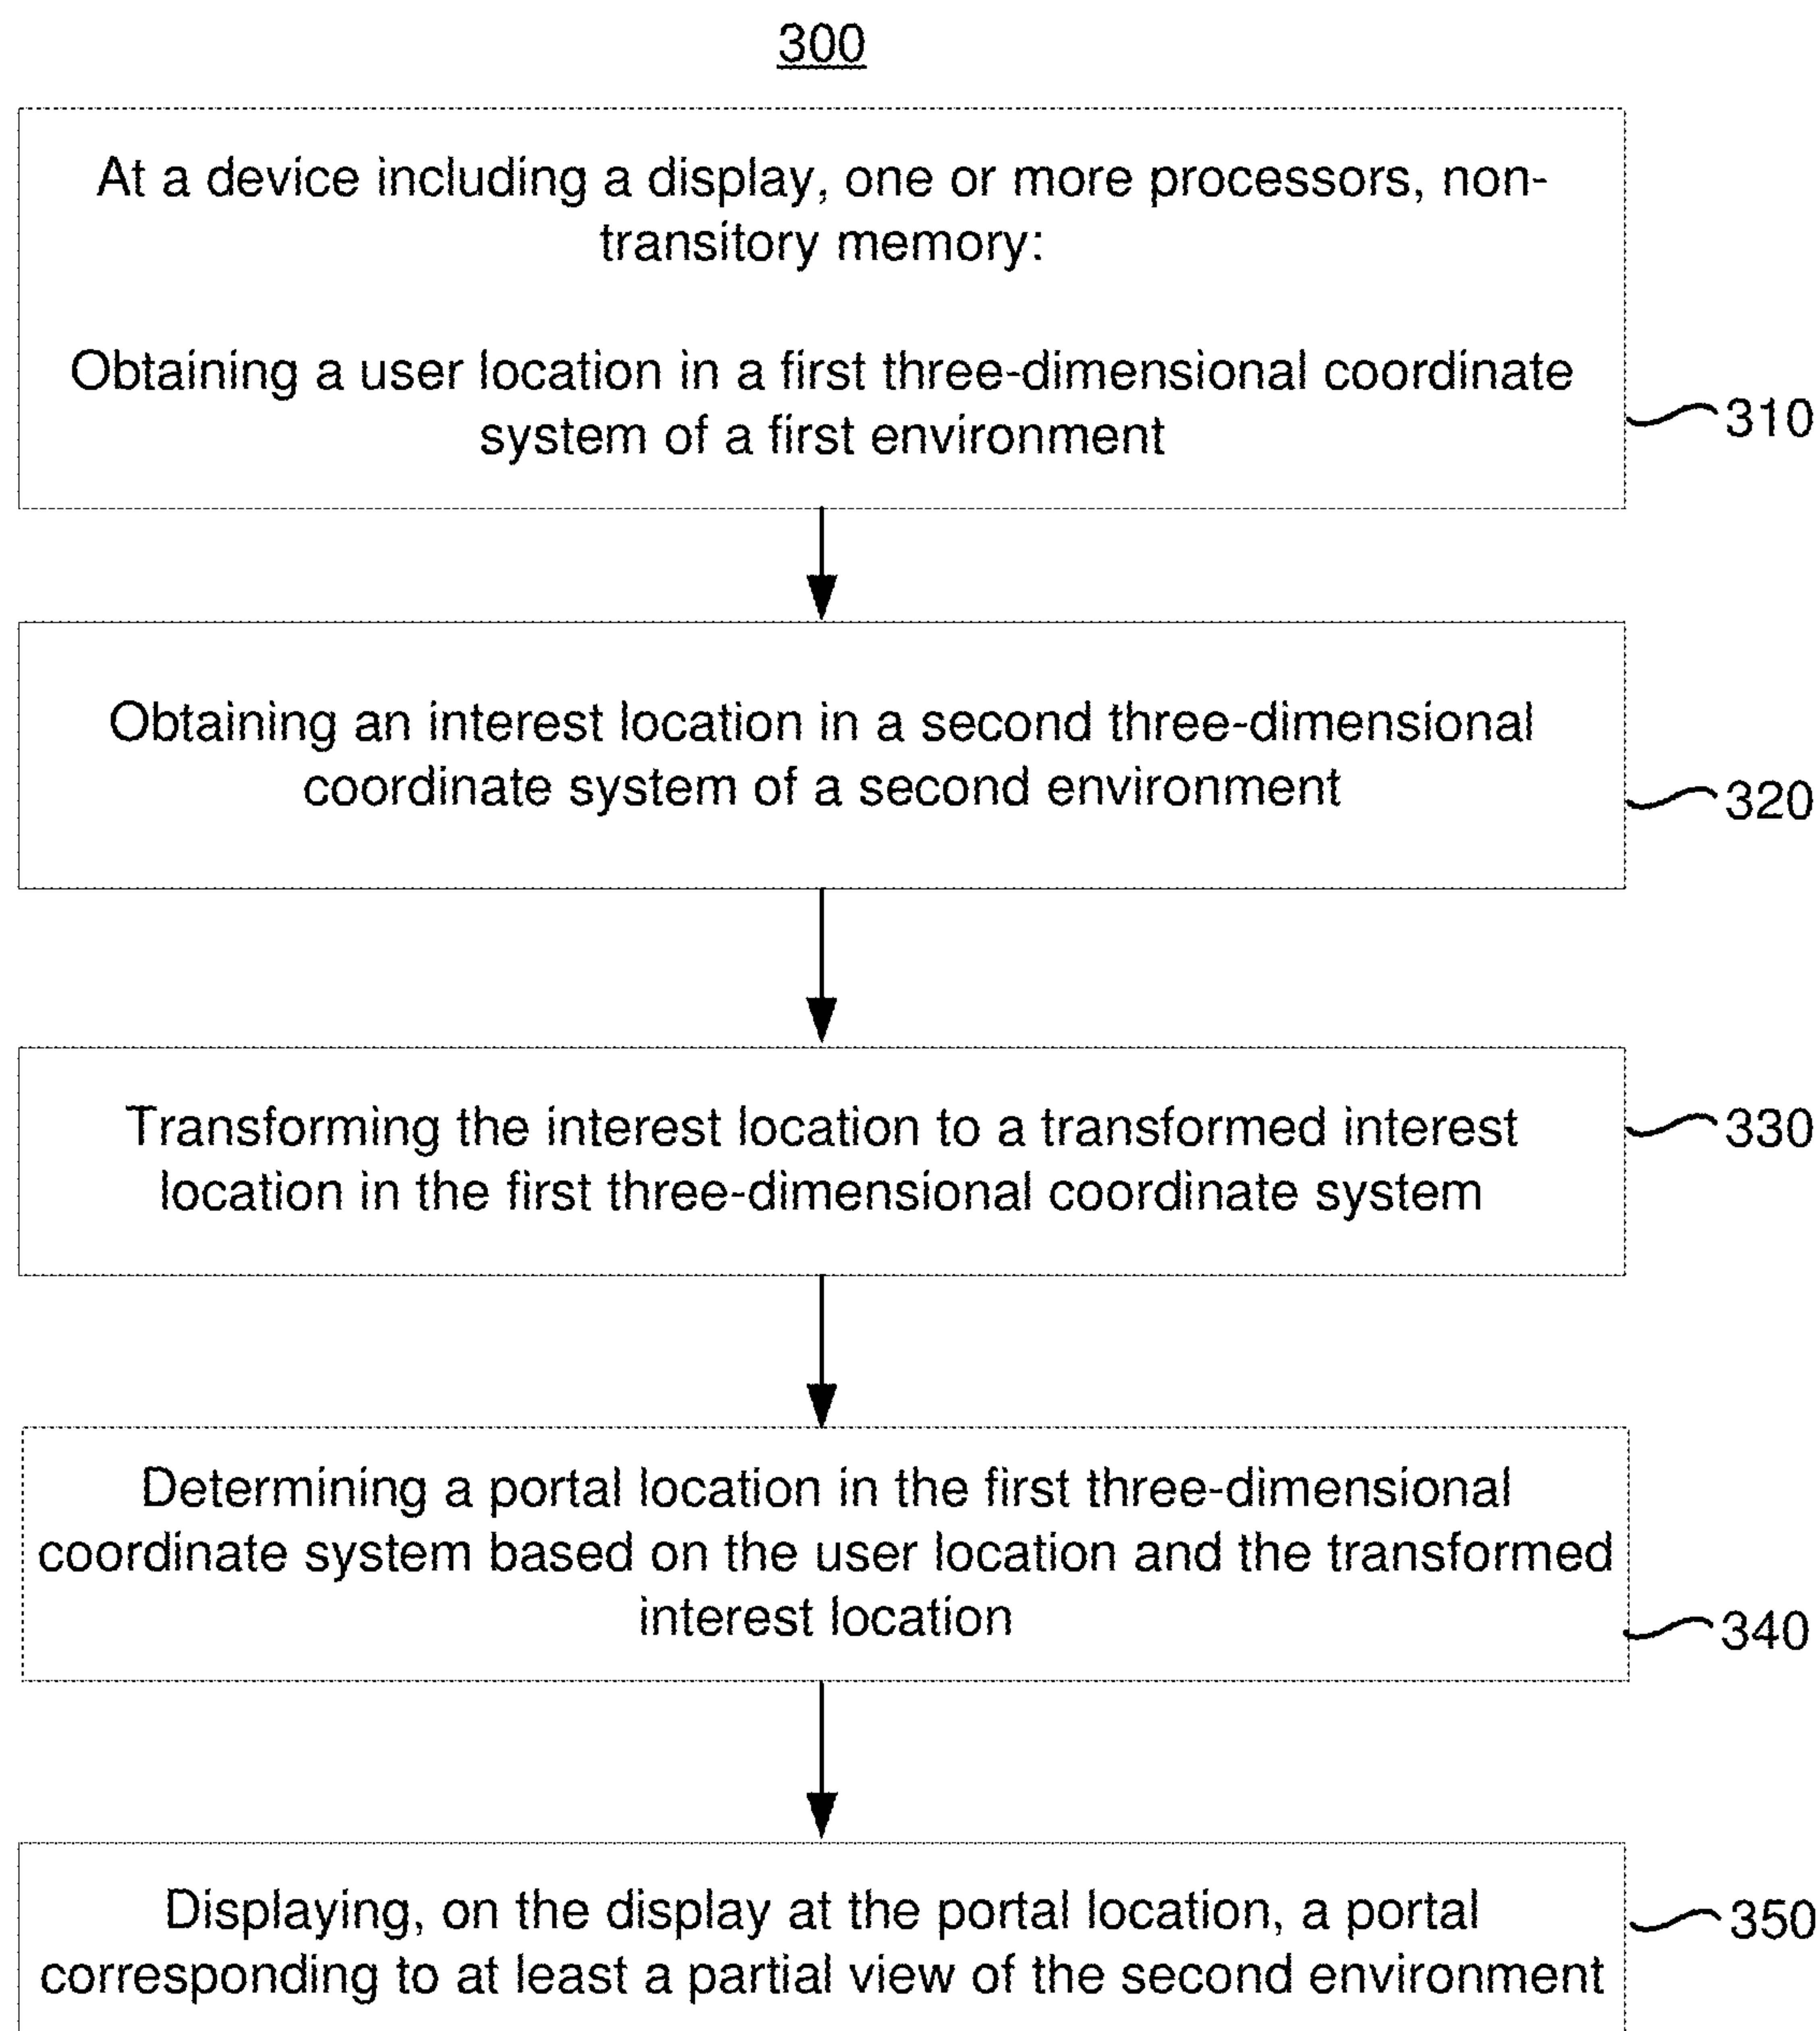 300
At a device including a display, one or more processors, non-
transitory memory:
Obtaining a user location in a first three-dimensional coordinate
system of a first environment
310
Obtaining an interest location in a second three-dimensional
coordinate system of a second environment
320
Transforming the interest location to a transformed interest
location in the first three-dimensional coordinate system
330
Determining a portal location in the first three-dimensional
coordinate system based on the user location and the transformed
interest location
340
Displaying, on the display at the portal location, a portal
corresponding to at least a partial view of the second environment
350